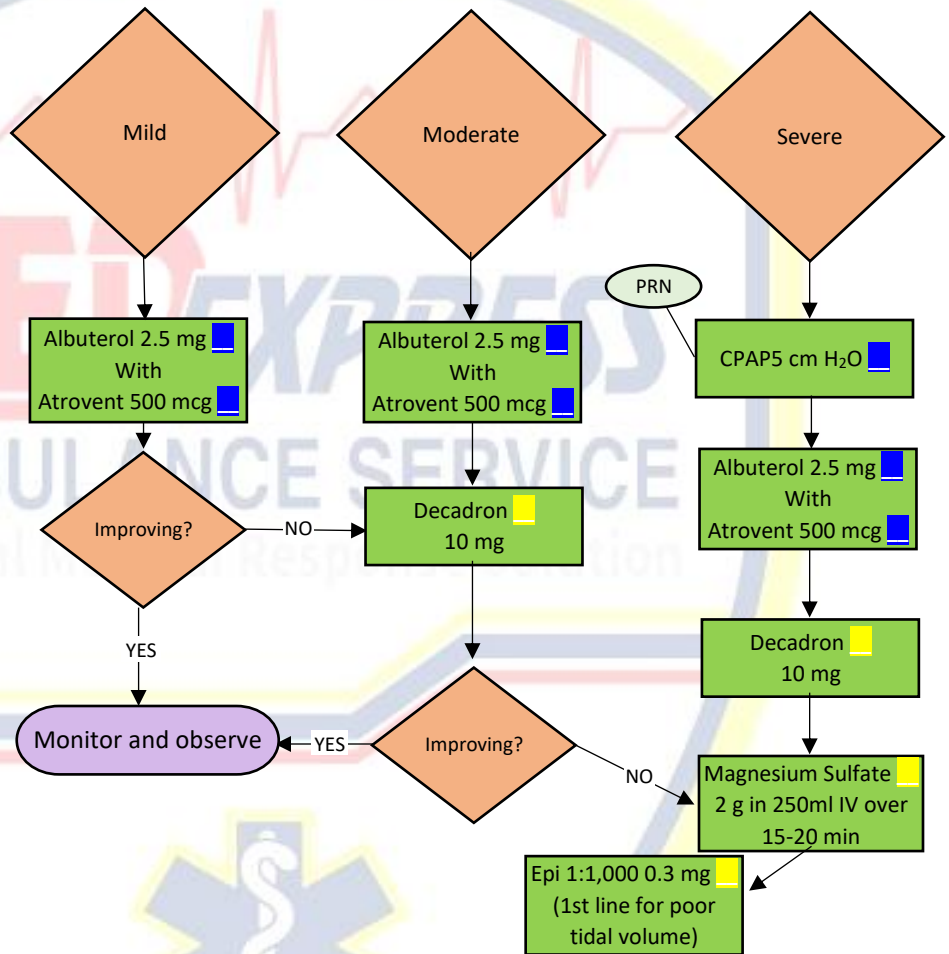 Mild
Moderate
Severe
PRN
Albuterol 2.5 mg
With
Atrovent 500 mcg
Albuterol 2.5 mg
With
Atrovent 500 mcg
CPAP5 cm H₂O
Albuterol 2.5 mg
With
Atrovent 500 mcg
Improving?
NO
Decadron
10 mg
YES
Decadron
10 mg
Monitor and observe
YES
Improving?
NO
Magnesium Sulfate
2 g in 250ml IV over
15-20 min
Epi 1:1,000 0.3 mg
(1st line for poor
tidal volume)
EXPRESS
SERVICE